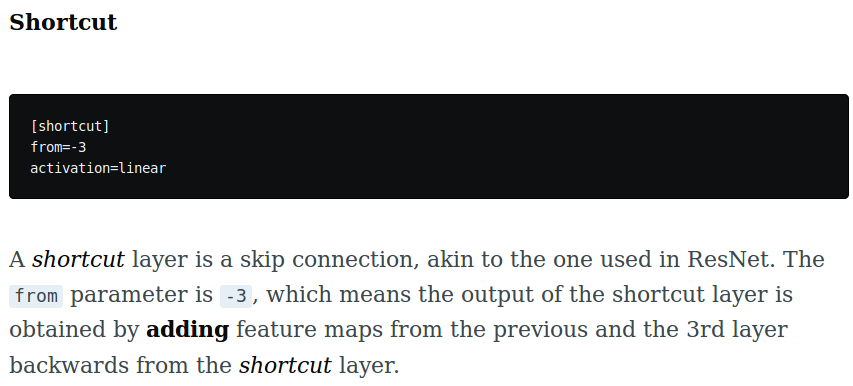 Shortcut
[shortcut]
from=-3
activation=linear
A shortcut layer is a skip connection, akin to the one used in ResNet. The
from parameter is -3, which means the output of the shortcut layer is
obtained by adding feature maps from the previous and the 3rd layer
backwards from the shortcut layer.